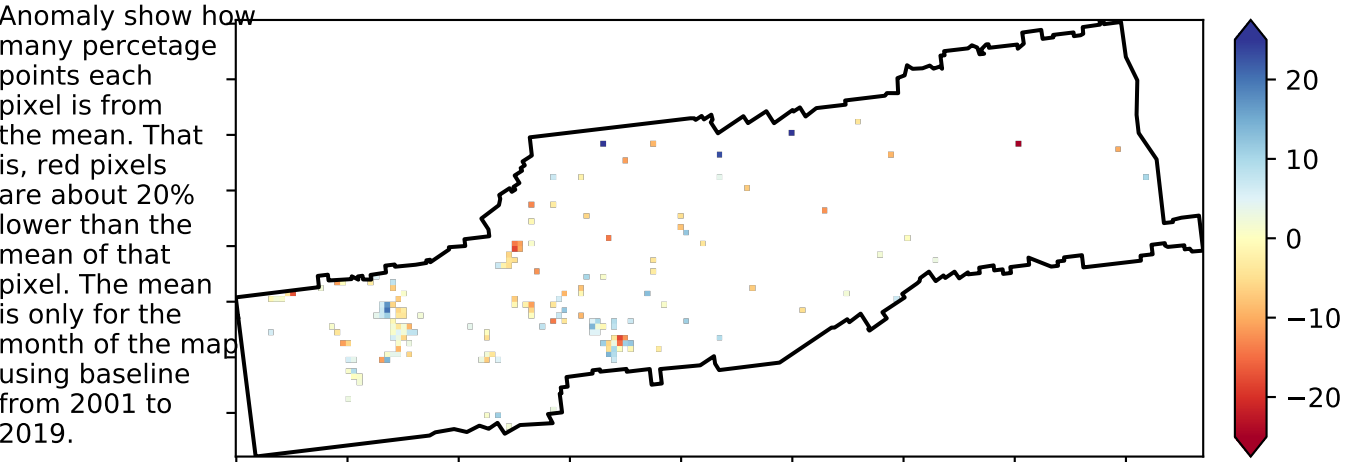 Anomaly show how
many percetage
points each
pixel is from
the mean. That
is, red pixels
are about 20%
lower than the
mean of that
pixel. The mean
is only for the
month of the map
using baseline
from 2001 to
2019.
20
10
0
−10
−20